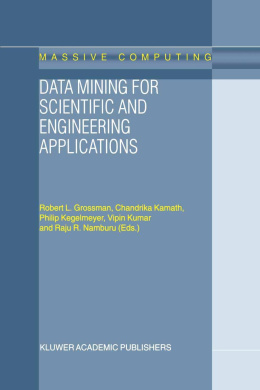 MASSIVE COMPUTING
DATA MINING FOR
SCIENTIFIC AND
ENGINEERING
APPLICATIONS
Robert L. Grossman, Chandrika Kamath,
Philip Kegelmeyer, Vipin Kumar
and Raju R. Namburu (Eds.)
KLUWER ACADEMIC PUBLISHERS